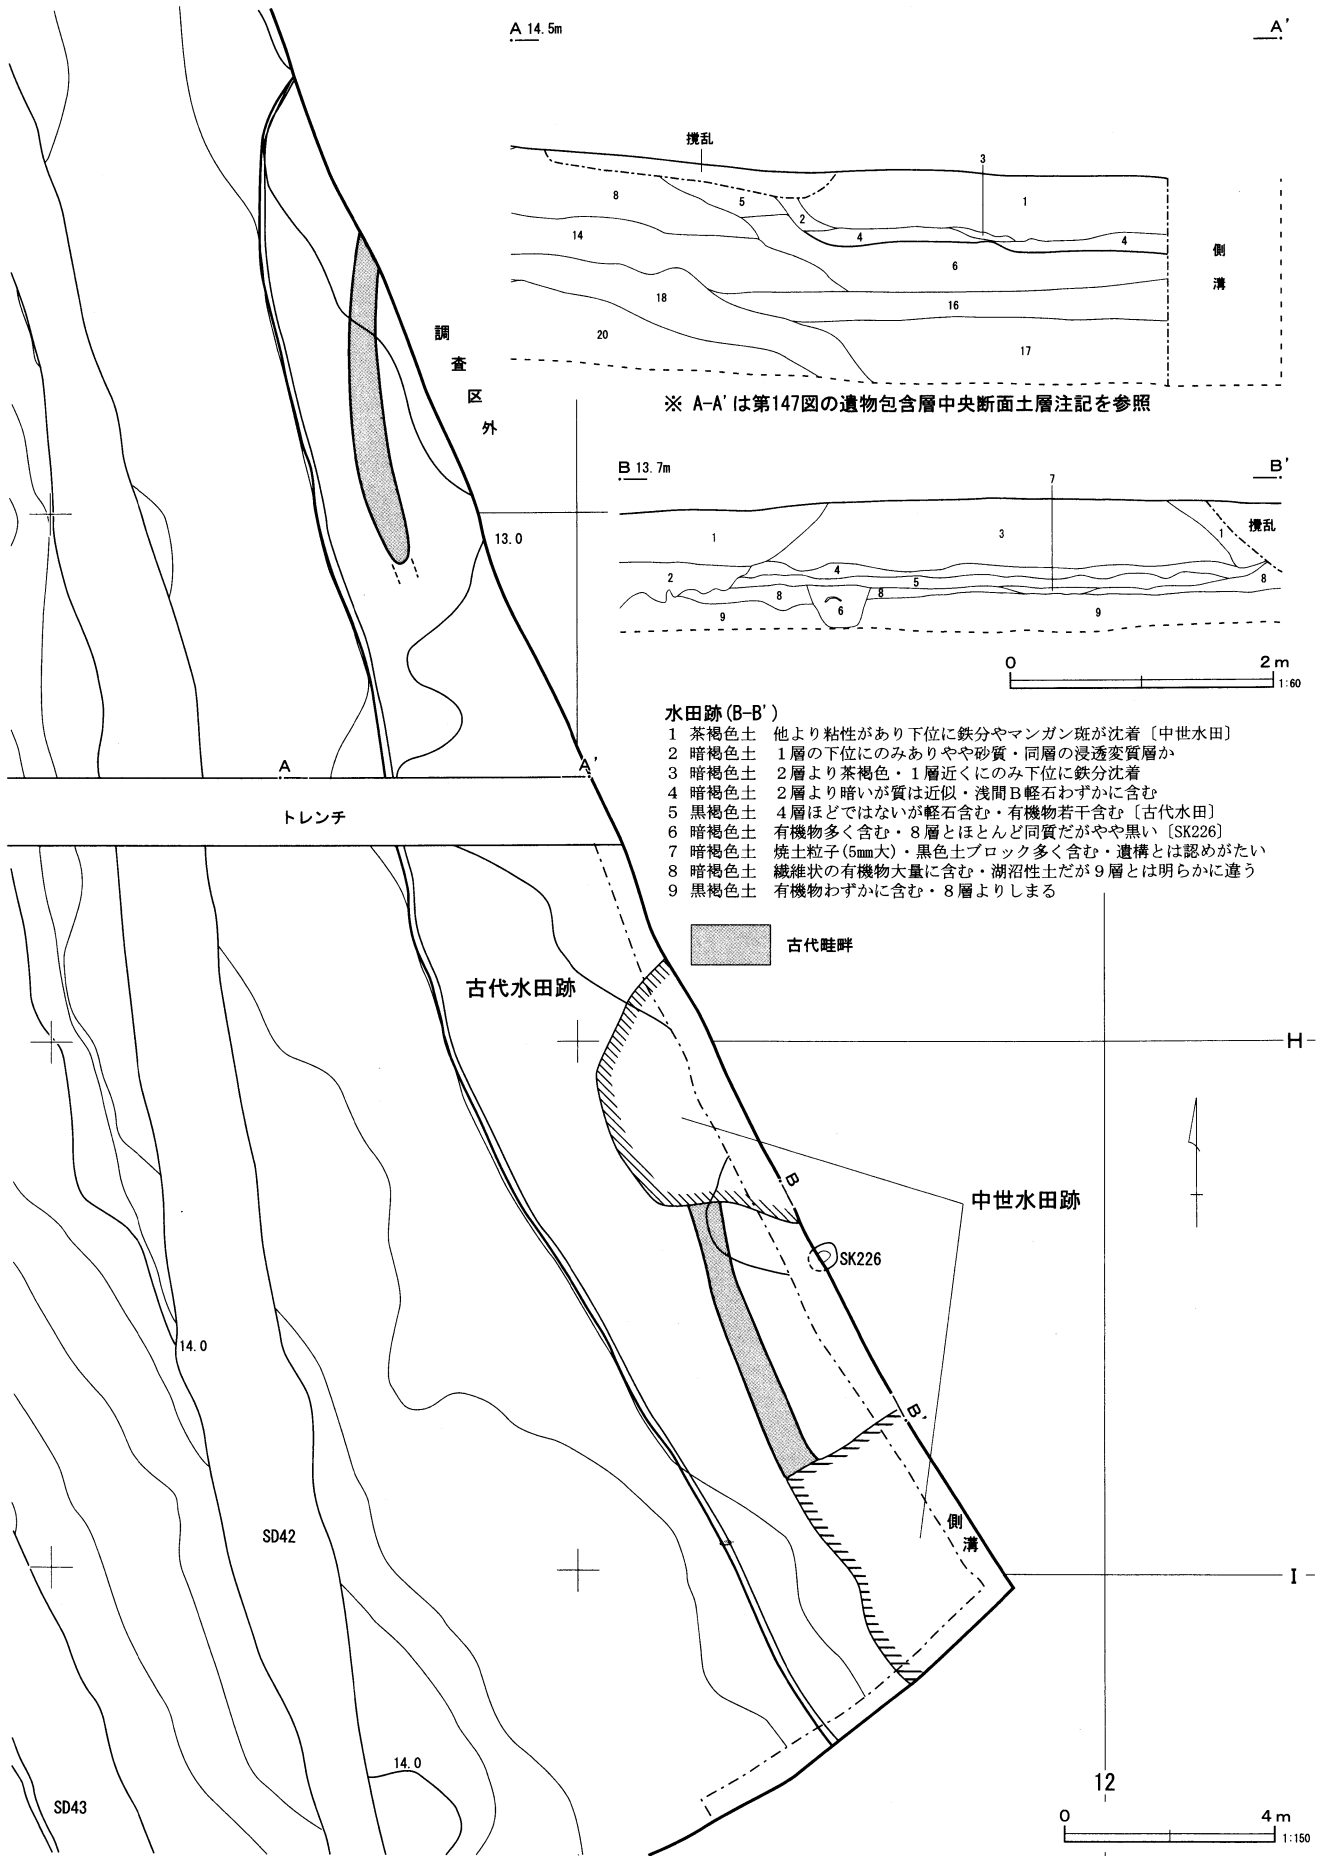 A 14.5m
A'
攪乱
3
8
5
2
1
14
4
4
6
側溝
18
16
20
17
※ A-A'は第147図の遺物包含層中央断面土層注記を参照
調査区外
B 13.7m
B'
7
1
3
1
攪乱
4
2
5
8
8
8
6
9
9
13.0
0 2m
1:60
水田跡(B-B')
1 茶褐色土 他より粘性があり下位に鉄分やマンガン斑が沈着〔中世水田〕
2 暗褐色土 1層の下位にのみありやや砂質・同層の浸透変質層か
3 暗褐色土 2層より茶褐色・1層近くにのみ下位に鉄分沈着
4 暗褐色土 2層より暗いが質は近似・浅間B軽石わずかに含む
5 黒褐色土 4層ほどではないが軽石含む・有機物若干含む〔古代水田〕
6 暗褐色土 有機物多く含む・8層とほとんど同質だがやや黒い〔SK226〕
7 暗褐色土 焼土粒子(5mm大)・黒色土ブロック多く含む・遺構とは認めがたい
8 暗褐色土 繊維状の有機物大量に含む・湖沼性土だが9層とは明らかに違う
9 黒褐色土 有機物わずかに含む・8層よりしまる
A
A'
トレンチ
古代畦畔
古代水田跡
H
B
中世水田跡
SK226
14.0
B'
側溝
SD42
I
14.0
12
SD43
0 4m
1:150